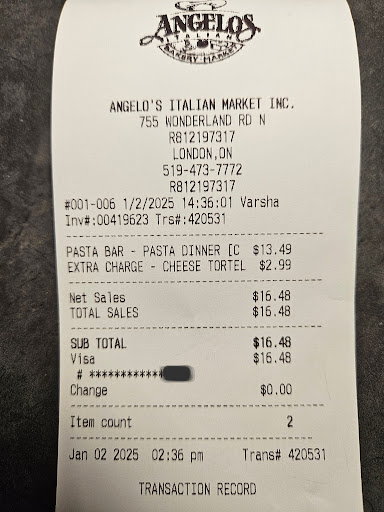 ANGELO'S
ITALIAN
BAKERY MARKET
ANGELO'S ITALIAN MARKET INC.
755 WONDERLAND RD N
R812197317
LONDON,ON
519-473-7772
R812197317
#001-006 1/2/2025 14:36:01 Varsha
Inv#:00419623 Trs#:420531
PASTA BAR - PASTA DINNER [C $13.49
EXTRA CHARGE - CHEESE TORTEL $2.99
Net Sales $16.48
TOTAL SALES $16.48
SUB TOTAL $16.48
Visa $16.48
# ************
Change $0.00
Item count 2
Jan 02 2025 02:36 pm Trans# 420531
TRANSACTION RECORD